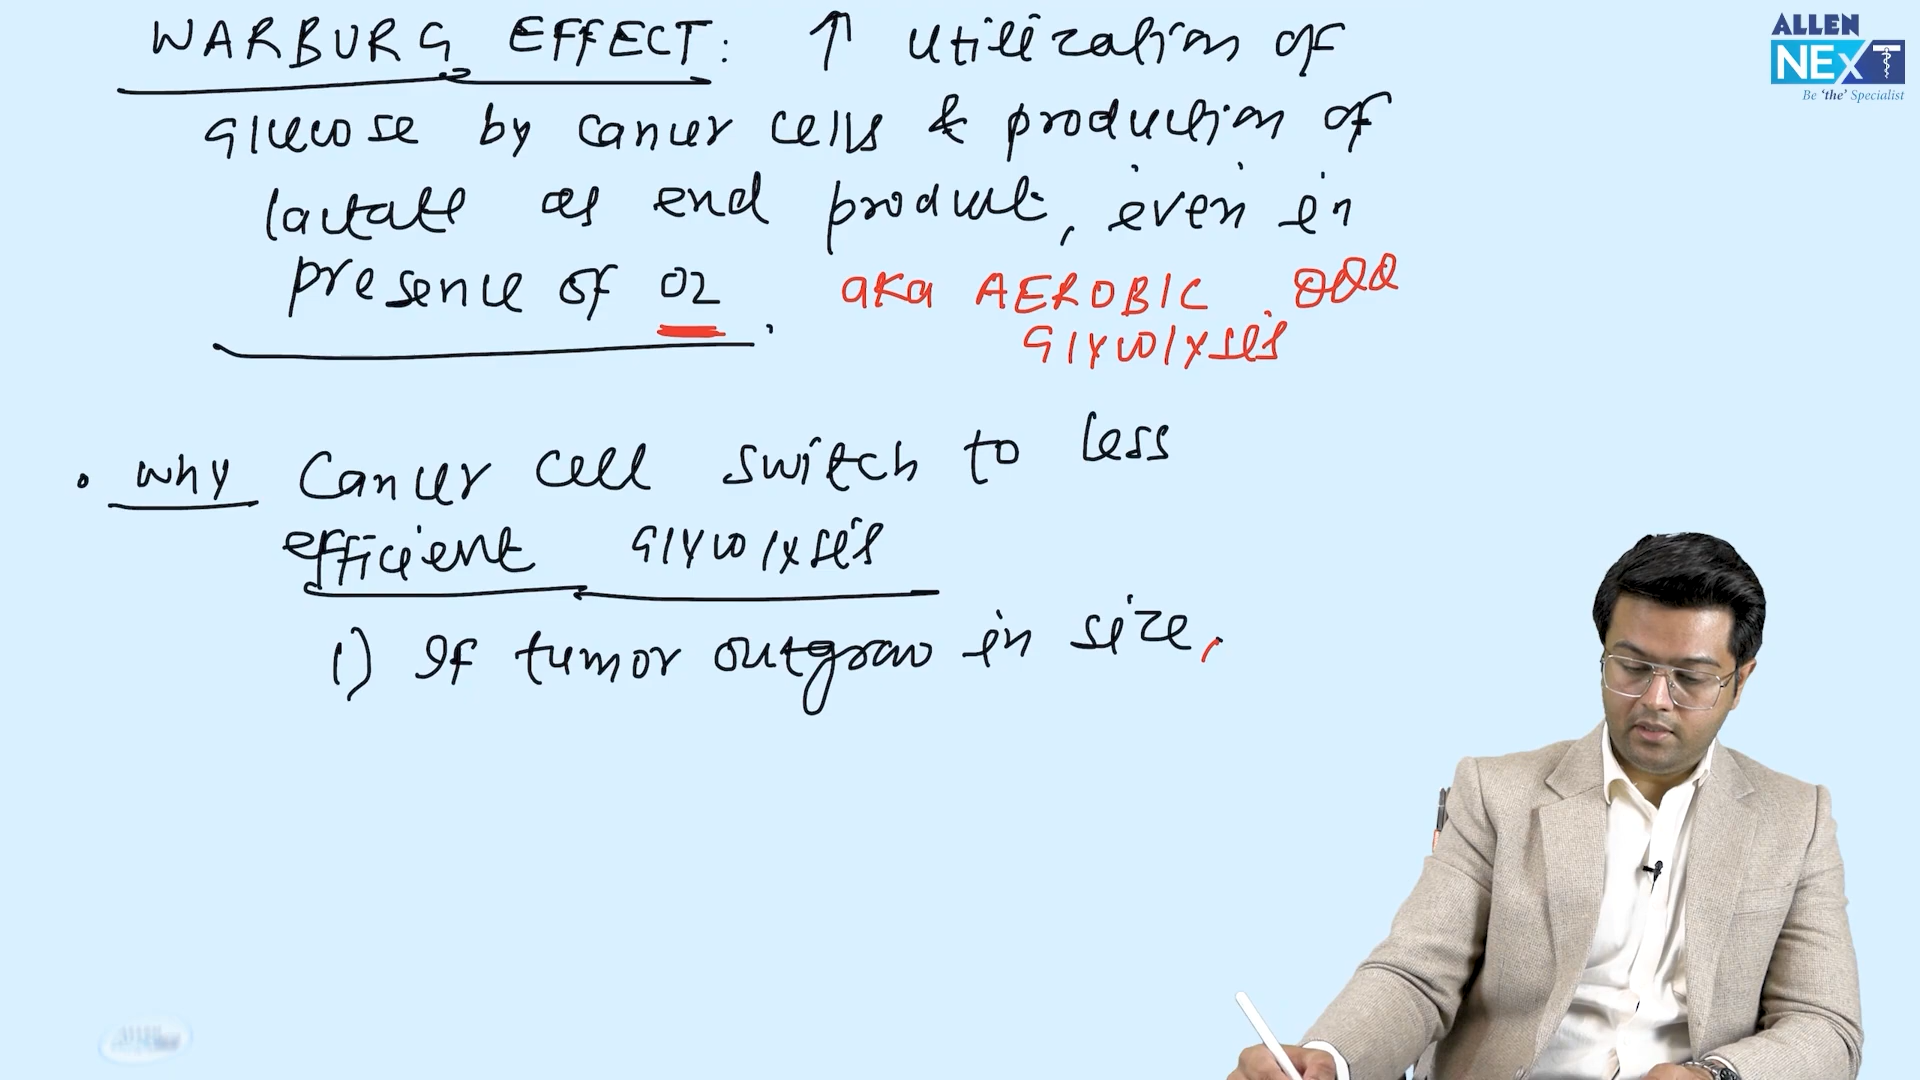 WARBURG EFFECT: ↑ utilization of
glucose by cancer cells & production of
lactate as end product, even in
presence of O2. aka AEROBIC
Glycolysis
• Why Cancer cell switch to less
efficient Glycolysis
1) If tumor outgrow in size,
ALLEN
NExT
Be 'the' Specialist